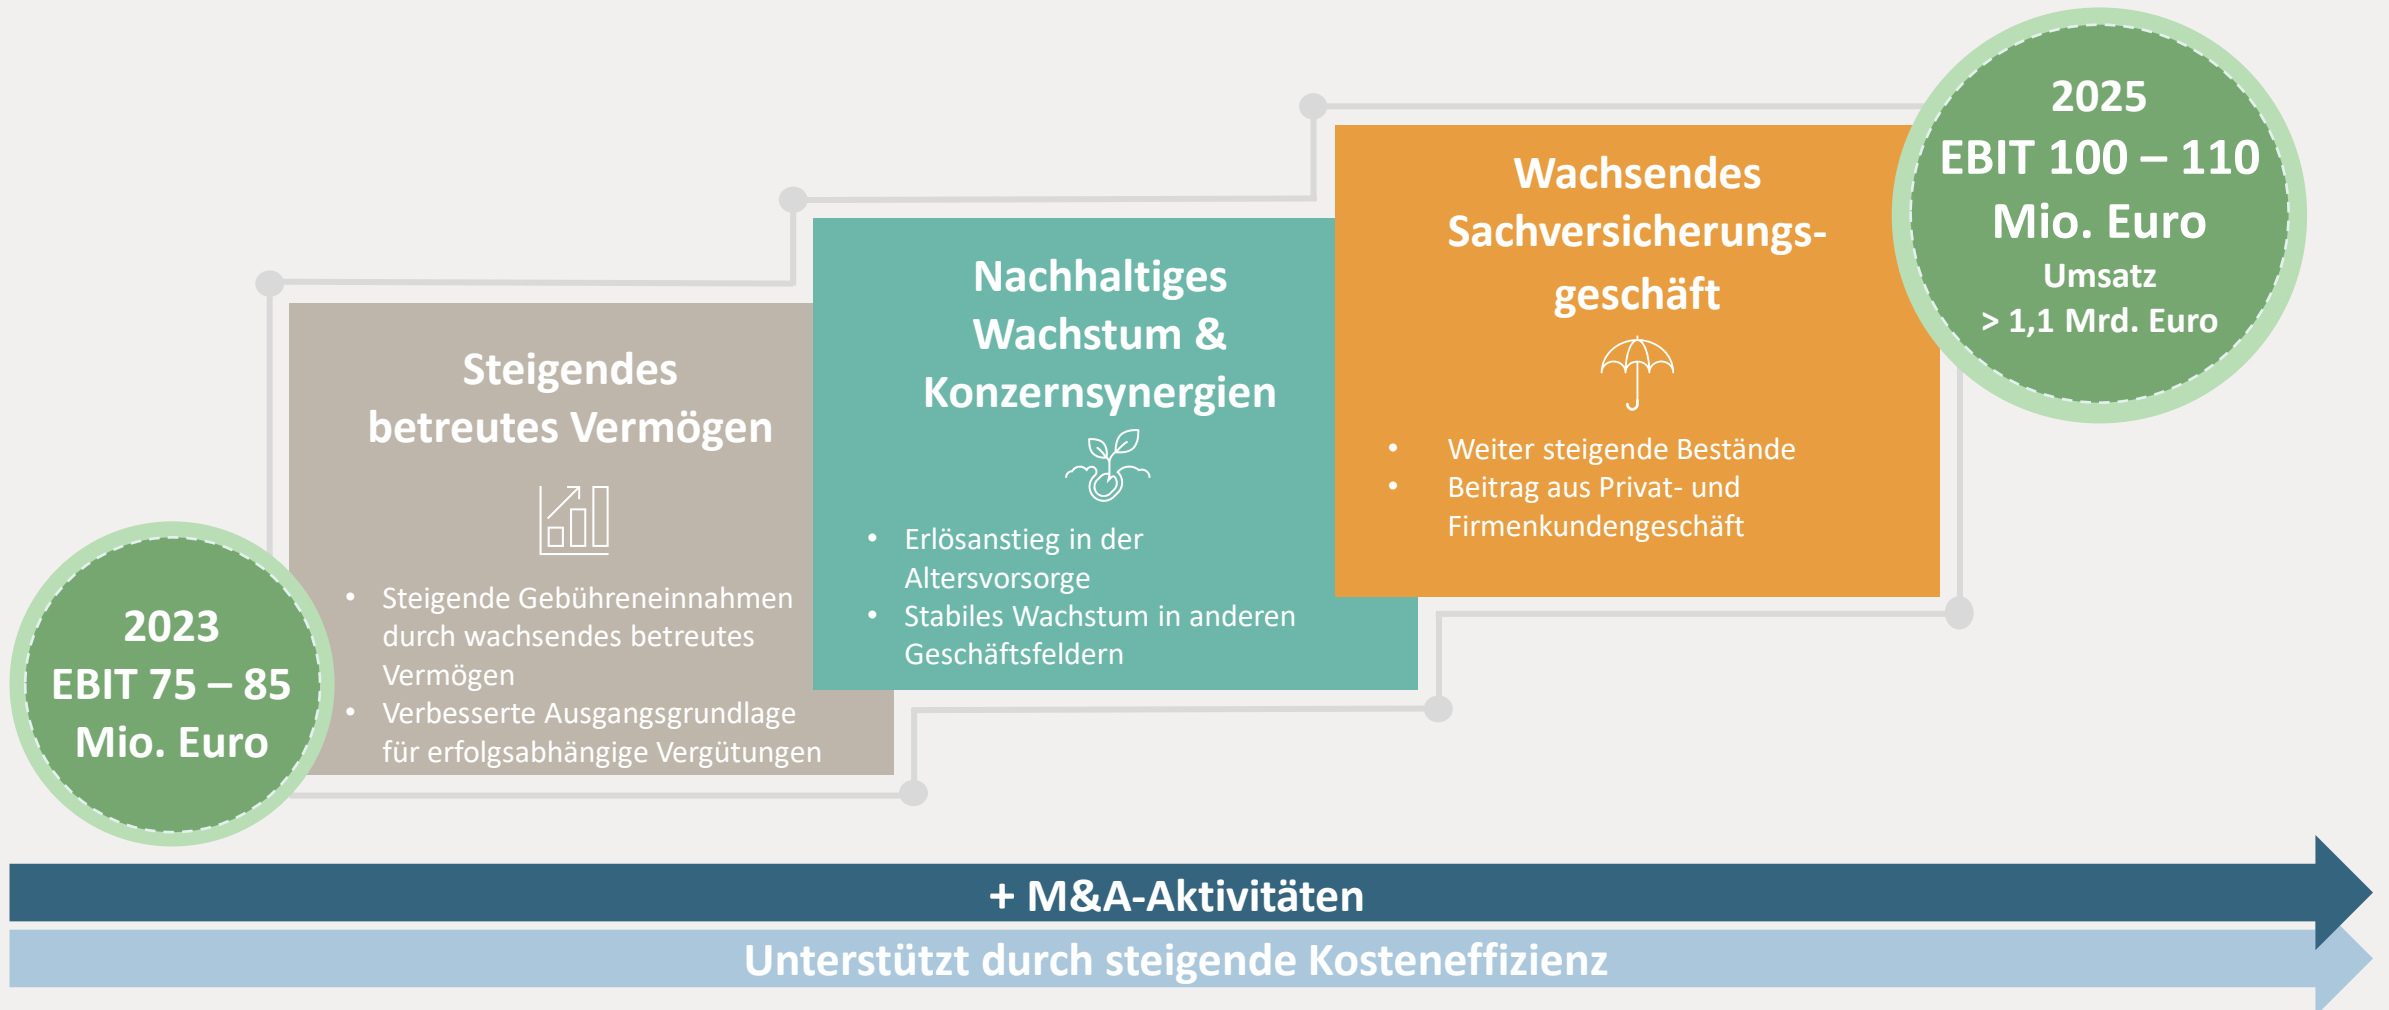 2023
EBIT 75 – 85
Mio. Euro
Steigendes
betreutes Vermögen
• Steigende Gebühreneinnahmen
durch wachsendes betreutes
Vermögen
• Verbesserte Ausgangsgrundlage
für erfolgsabhängige Vergütungen
Nachhaltiges
Wachstum &
Konzernsynergien
• Erlösanstieg in der
Altersvorsorge
• Stabiles Wachstum in anderen
Geschäftsfeldern
Wachsendes
Sachversicherungs-
geschäft
• Weiter steigende Bestände
• Beitrag aus Privat- und
Firmenkundengeschäft
2025
EBIT 100 – 110
Mio. Euro
Umsatz
> 1,1 Mrd. Euro
+ M&A-Aktivitäten
Unterstützt durch steigende Kosteneffizienz